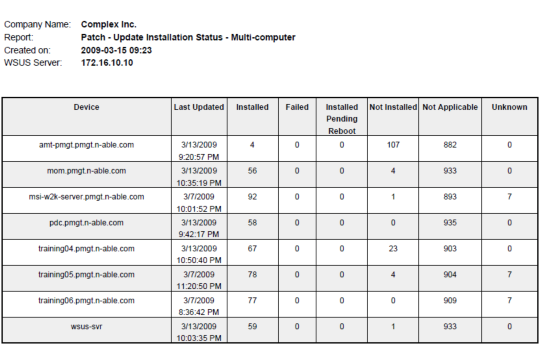 Company Name: Complex Inc.
Report: Patch - Update Installation Status - Multi-computer
Created on: 2009-03-15 09:23
WSUS Server: 172.16.10.10
Device Last Updated Installed Failed Installed Pending Reboot Not Installed Not Applicable Unknown
amt-pmgt.pmgt.n-able.com 3/13/2009 9:20:57 PM 4 0 0 107 882 0
mom.pmgt.n-able.com 3/13/2009 10:35:19 PM 56 0 0 4 933 0
msi-w2k-server.pmgt.n-able.com 3/7/2009 10:01:52 PM 92 0 0 1 893 7
pdc.pmgt.n-able.com 3/13/2009 9:42:17 PM 58 0 0 0 935 0
training04.pmgt.n-able.com 3/13/2009 10:50:40 PM 67 0 0 23 903 0
training05.pmgt.n-able.com 3/7/2009 11:20:50 PM 78 0 0 4 904 7
training06.pmgt.n-able.com 3/7/2009 8:36:42 PM 77 0 0 0 909 7
wsus-svr 3/13/2009 10:03:35 PM 59 0 0 1 933 0